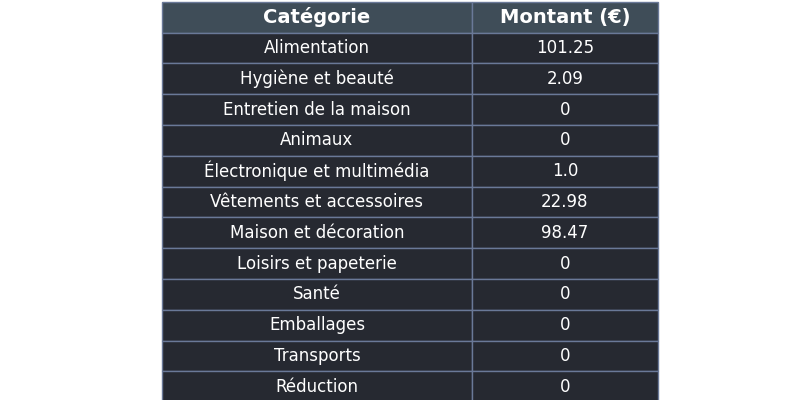 Catégorie Montant (€)
Alimentation 101.25
Hygiène et beauté 2.09
Entretien de la maison 0
Animaux 0
Électronique et multimédia 1.0
Vêtements et accessoires 22.98
Maison et décoration 98.47
Loisirs et papeterie 0
Santé 0
Emballages 0
Transports 0
Réduction 0